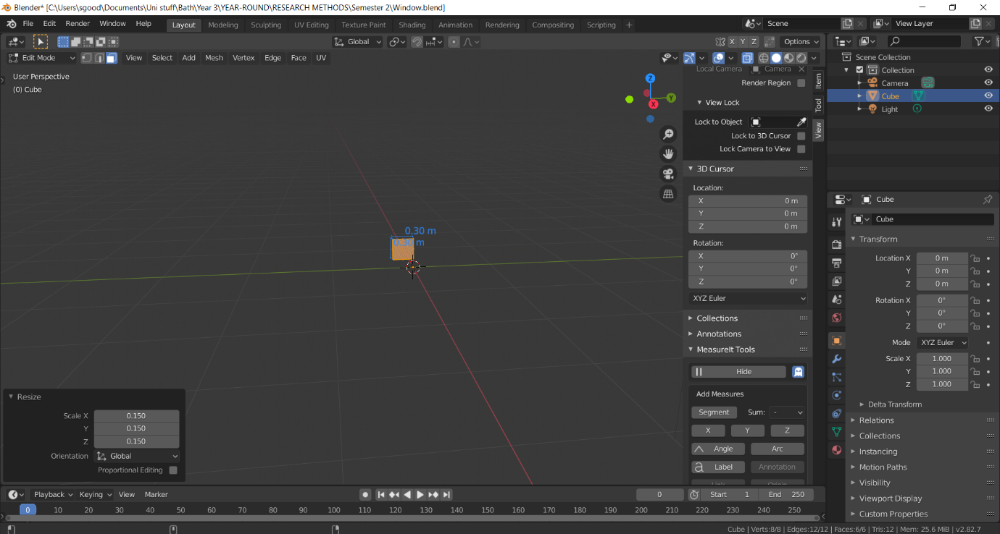 Blender* [C:\Users\sgood\Documents\Uni stuff\Bath\Year 3\YEAR-ROUND\RESEARCH METHODS\Semester 2\Window.blend]
File Edit Render Window Help Layout Modeling Sculpting UV Editing Texture Paint Shading Animation Rendering Compositing Scripting + Scene View Layer
Global X Y Z Options
Edit Mode View Select Add Mesh Vertex Edge Face UV
User Perspective
(0) Cube
Z
Y
X
0.30 m
0.30 m
Local Camera Camera
Render Region
View Lock
Lock to Object
Lock to 3D Cursor
Lock Camera to View
3D Cursor
Location:
X 0 m
Y 0 m
Z 0 m
Rotation:
X 0°
Y 0°
Z 0°
XYZ Euler
Collections
Annotations
MeasureIt Tools
Hide
Add Measures
Segment Sum: -
X Y Z
Angle Arc
a Label Annotation
Link Origin
Item
Tool
View
Scene Collection
Collection
Camera
Cube
Light
Cube
Cube
Transform
Location X 0 m
Y 0 m
Z 0 m
Rotation X 0°
Y 0°
Z 0°
Mode XYZ Euler
Scale X 1.000
Y 1.000
Z 1.000
Delta Transform
Relations
Collections
Instancing
Motion Paths
Visibility
Viewport Display
Custom Properties
Resize
Scale X 0.150
Y 0.150
Z 0.150
Orientation Global
Proportional Editing
Playback Keying View Marker 0 Start 1 End 250
0 10 20 30 40 50 60 70 80 90 100 110 120 130 140 150 160 170 180 190 200 210 220 230 240 250
Cube | Verts:8/8 | Edges:12/12 | Faces:6/6 | Tris:12 | Mem: 25.6 MiB | v2.82.7